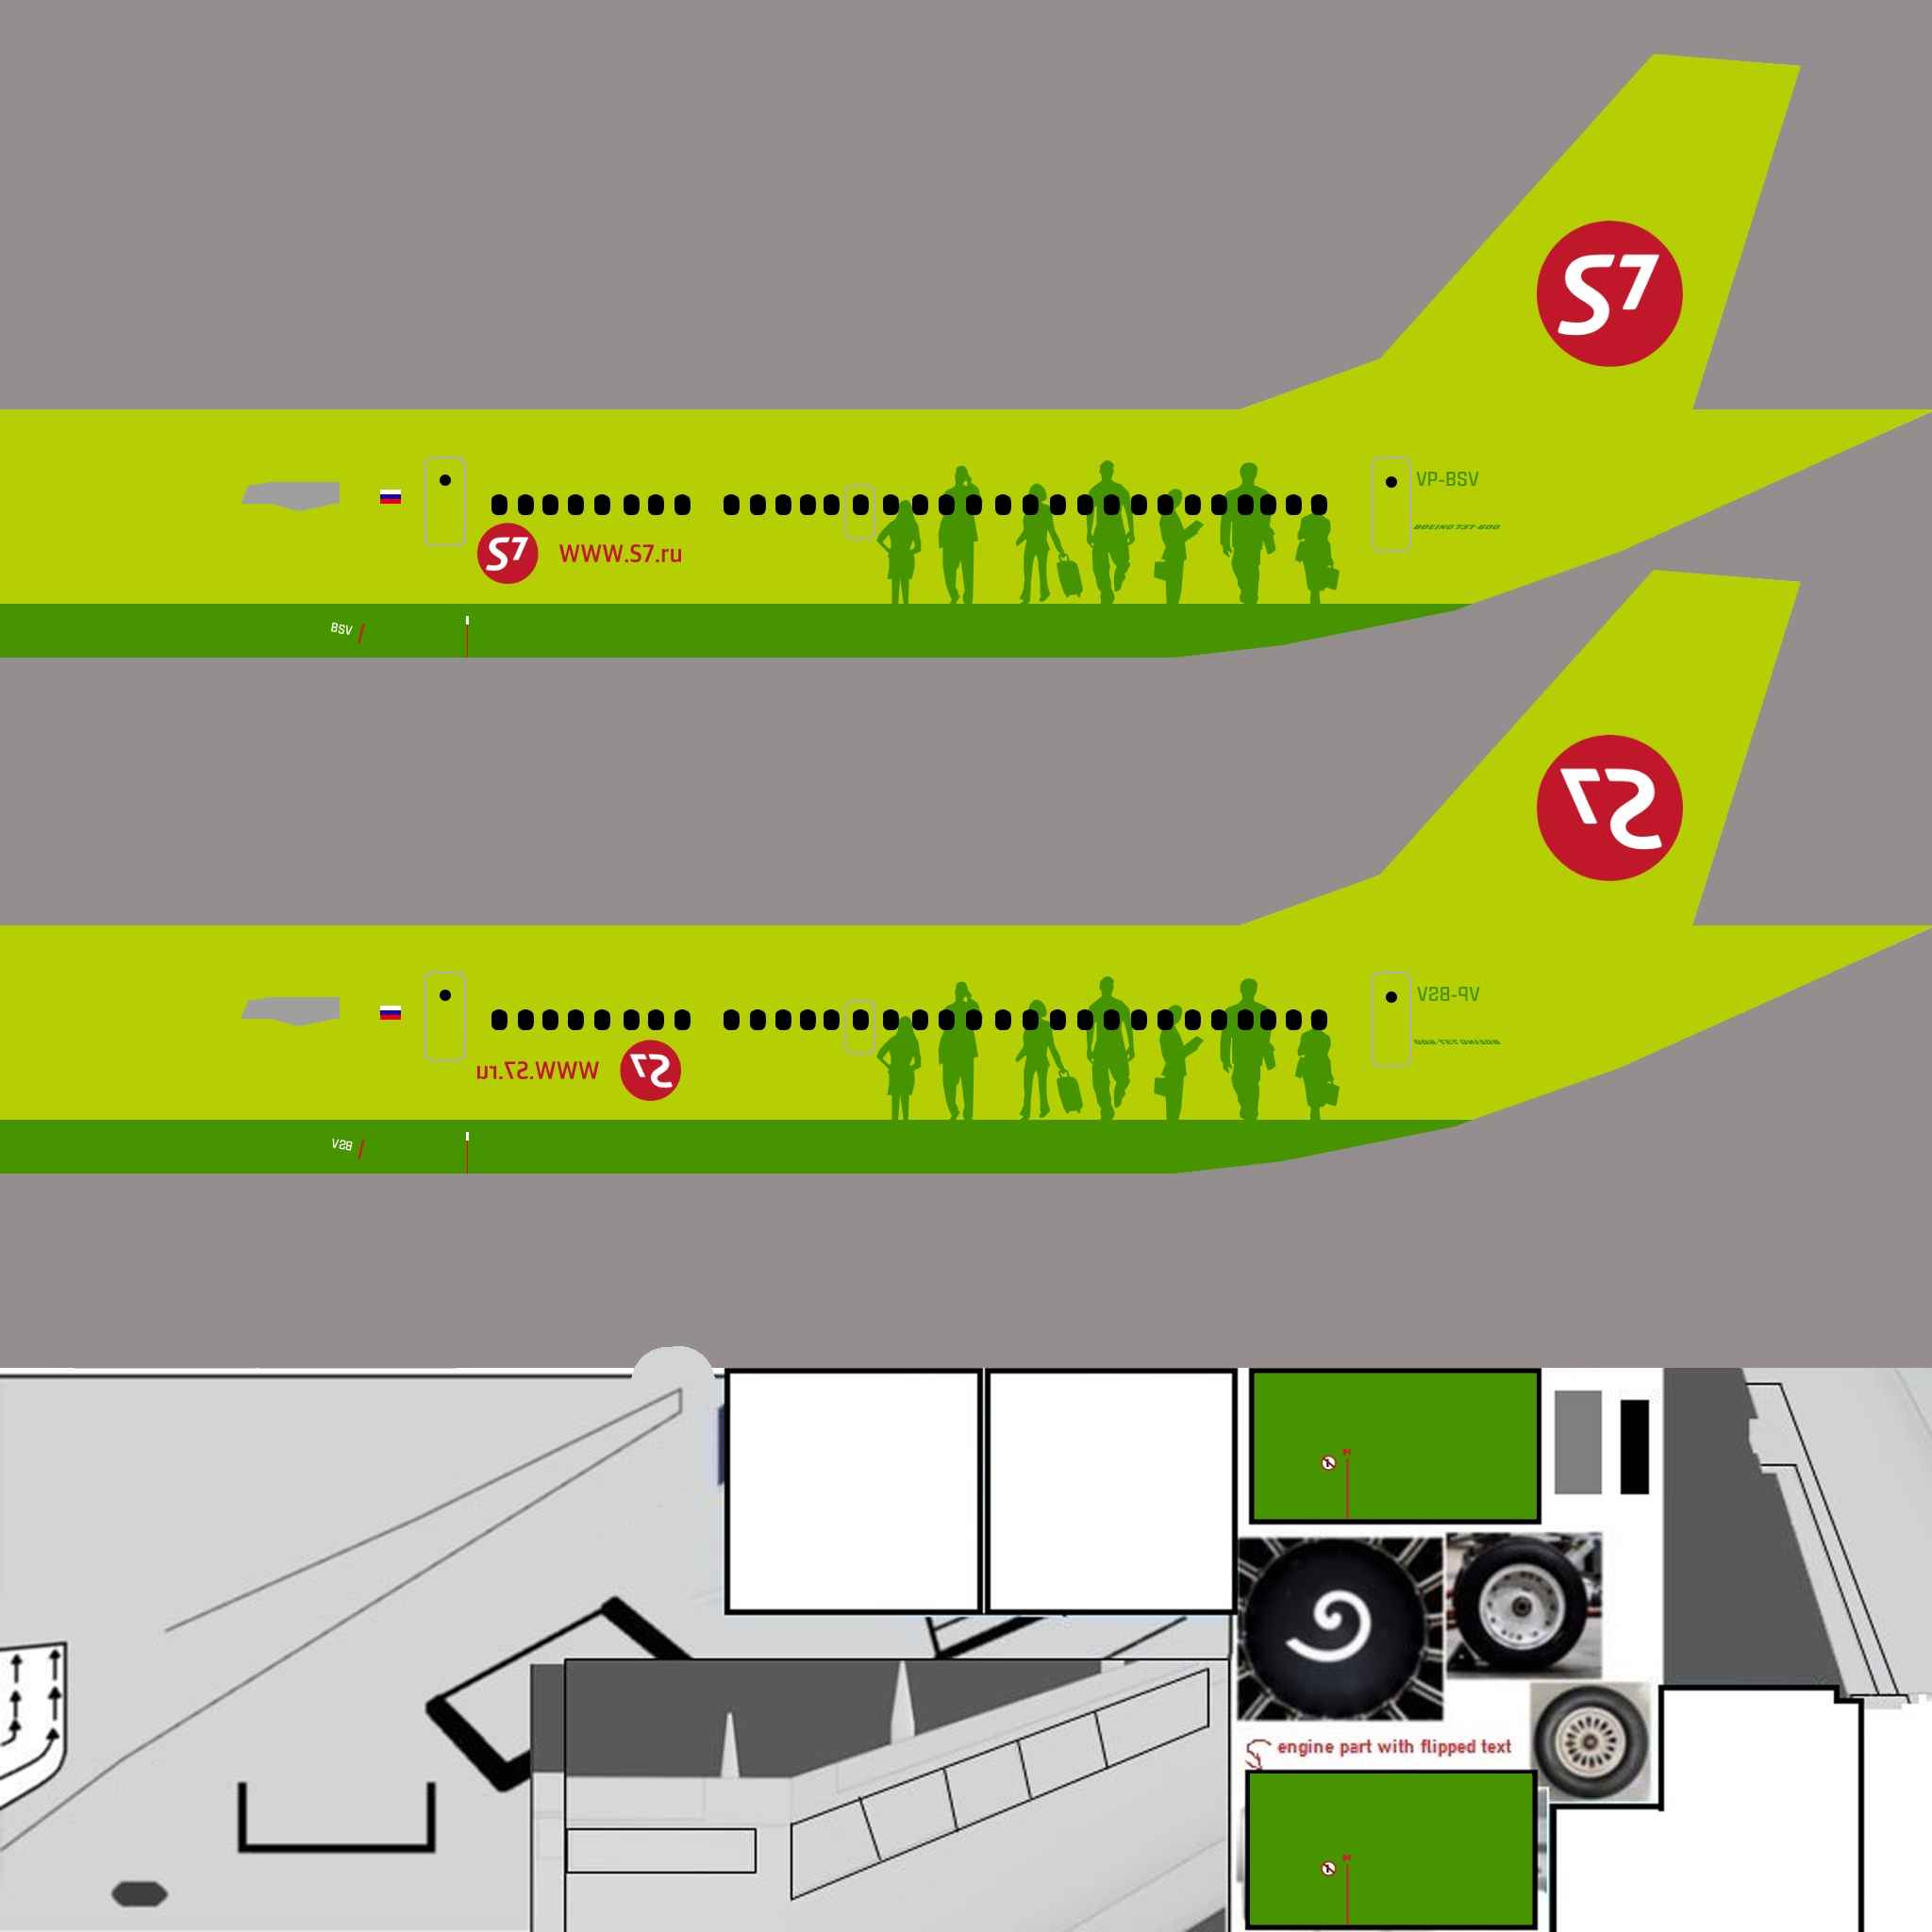 S7
VP-BSV
BOEING 737-800
S7 WWW.S7.ru
BSV
S7
VP-BSV
BOEING 737-800
WWW.S7.ru S7
BSV
engine part with flipped text